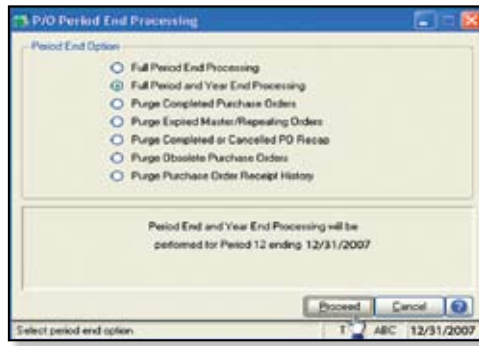 P/O Period End Processing
Period End Option
Full Period End Processing
Full Period and Year End Processing
Purge Completed Purchase Orders
Purge Expired Master/Repeating Orders
Purge Completed or Cancelled PO Recap
Purge Obsolete Purchase Orders
Purge Purchase Order Receipt History
Period End and Year End Processing will be
performed for Period 12 ending 12/31/2007
Proceed Cancel
Select period end option ABC 12/31/2007